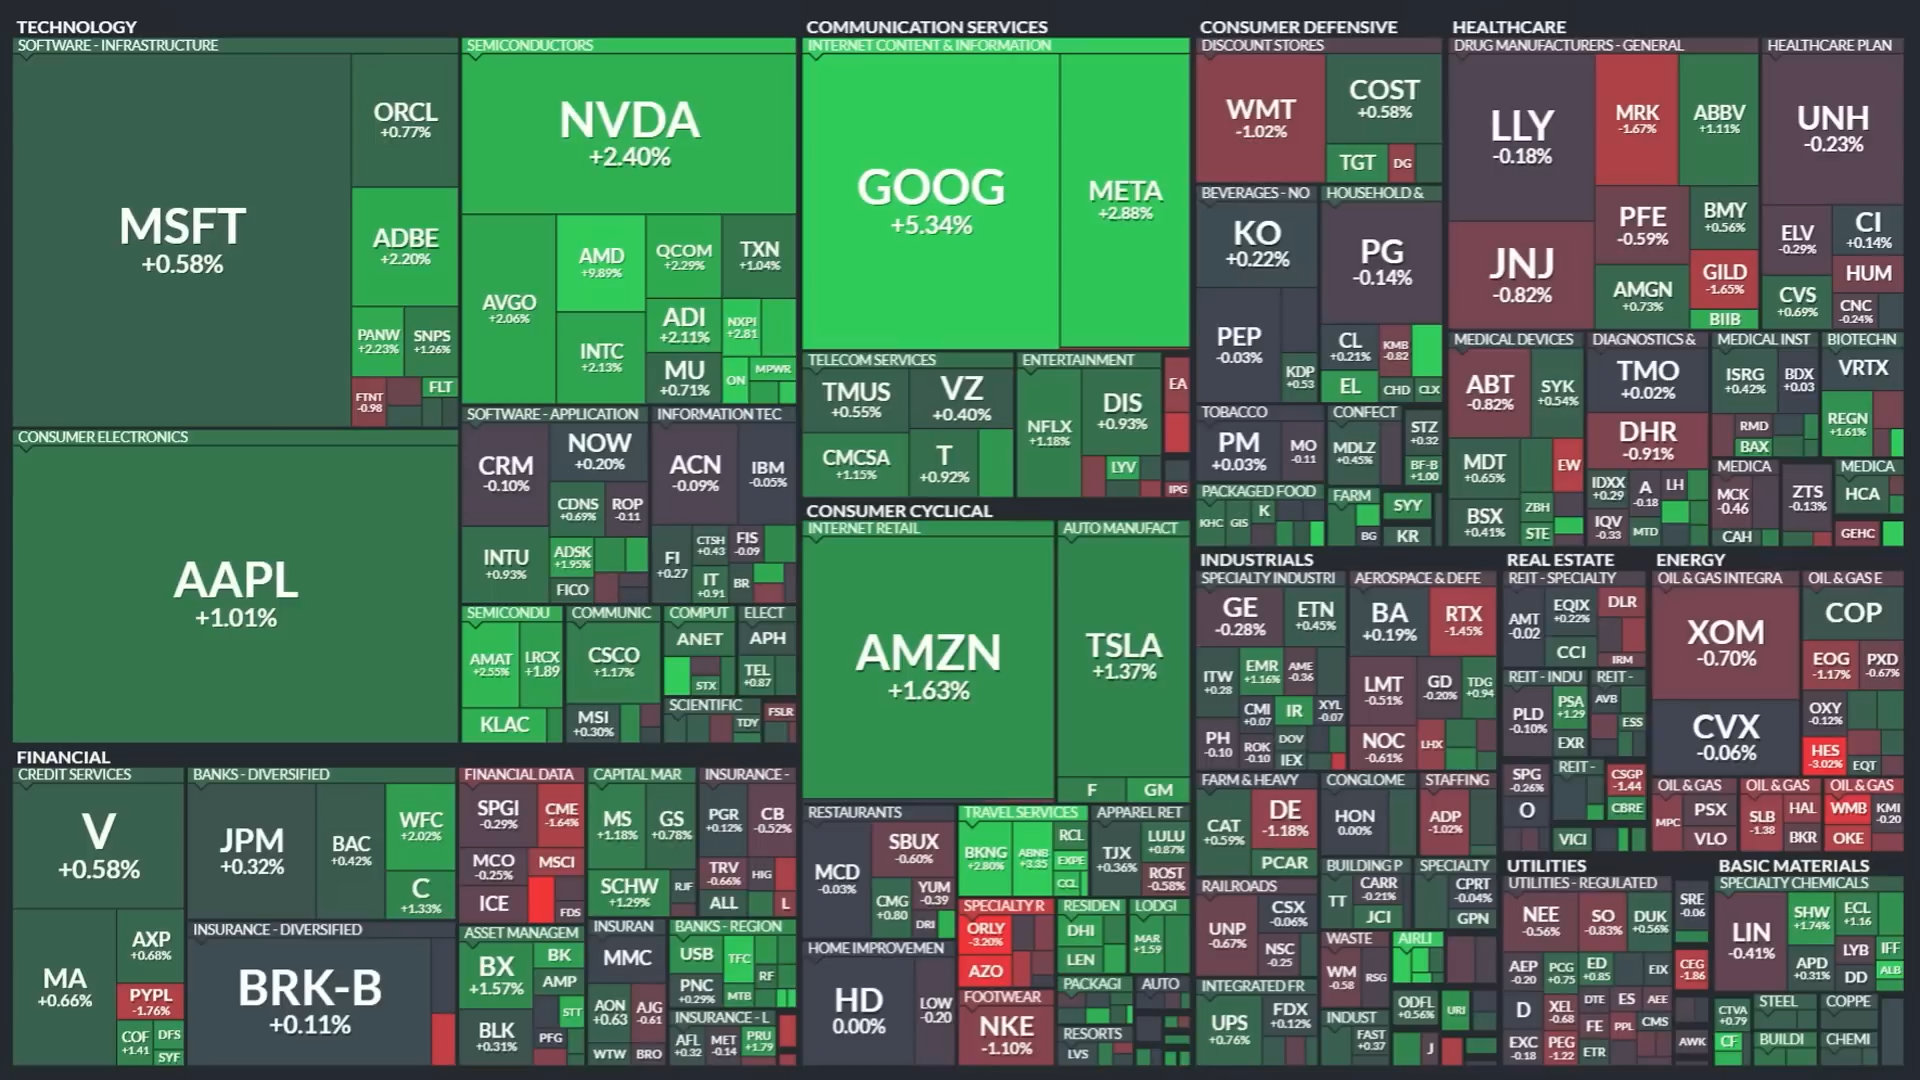 TECHNOLOGY
SOFTWARE - INFRASTRUCTURE
MSFT
+0.58%
ORCL
+0.77%
ADBE
+2.20%
PANW
+2.23%
SNPS
+1.26%
FTNT
-0.98
FLT
SEMICONDUCTORS
NVDA
+2.40%
AVGO
+2.06%
AMD
+9.89%
QCOM
+2.29%
TXN
+1.04%
INTC
+2.13%
ADI
+2.11%
NXPI
+2.81
MU
+0.71%
ON
MPWR
CONSUMER ELECTRONICS
AAPL
+1.01%
SOFTWARE - APPLICATION
CRM
-0.10%
NOW
+0.20%
CDNS
+0.69%
ROP
-0.11
INTU
+0.93%
ADSK
+1.95%
FICO
INFORMATION TEC
ACN
-0.09%
IBM
-0.05%
FI
+0.27
CTSH
+0.43
FIS
-0.09
IT
+0.91
BR
SEMICONDU
AMAT
+2.55%
LRCX
+1.89
KLAC
COMMUNIC
CSCO
+1.17%
MSI
+0.30%
COMPUT
ANET
STX
ELECT
APH
TEL
+0.87
SCIENTIFIC
TDY
FSLR
COMMUNICATION SERVICES
INTERNET CONTENT & INFORMATION
GOOG
+5.34%
META
+2.88%
TELECOM SERVICES
TMUS
+0.55%
VZ
+0.40%
CMCSA
+1.15%
T
+0.92%
ENTERTAINMENT
NFLX
+1.18%
DIS
+0.93%
LYV
EA
IPG
CONSUMER CYCLICAL
INTERNET RETAIL
AMZN
+1.63%
AUTO MANUFACT
TSLA
+1.37%
F
GM
RESTAURANTS
MCD
-0.03%
SBUX
-0.60%
CMG
+0.80
YUM
-0.39
DRI
TRAVEL SERVICES
BKNG
+2.80%
ABNB
+3.35
RCL
EXPE
CCL
APPAREL RET
TJX
+0.36%
LULU
+0.87%
ROST
-0.58%
HOME IMPROVEMEN
HD
0.00%
LOW
-0.20
SPECIALTY R
ORLY
-3.20%
AZO
RESIDEN
DHI
LEN
LODGI
MAR
+1.59
FOOTWEAR
NKE
-1.10%
PACKAGI
AUTO
RESORTS
LVS
CONSUMER DEFENSIVE
DISCOUNT STORES
WMT
-1.02%
COST
+0.58%
TGT
DG
BEVERAGES - NO
KO
+0.22%
PEP
-0.03%
KDP
+0.53
HOUSEHOLD &
PG
-0.14%
CL
+0.21%
KMB
-0.82
EL
CHD
CLX
TOBACCO
PM
+0.03%
MO
-0.11
CONFECT
MDLZ
+0.45%
STZ
+0.32
BF-B
+1.00
PACKAGED FOOD
KHC
GIS
K
FARM
BG
SYY
KR
HEALTHCARE
DRUG MANUFACTURERS - GENERAL
LLY
-0.18%
MRK
-1.67%
ABBV
+1.11%
JNJ
-0.82%
PFE
-0.59%
BMY
+0.56%
AMGN
+0.73%
GILD
-1.65%
BIIB
HEALTHCARE PLAN
UNH
-0.23%
ELV
-0.29%
CI
+0.14%
HUM
CVS
+0.69%
CNC
-0.24%
MEDICAL DEVICES
ABT
-0.82%
SYK
+0.54%
MDT
+0.65%
EW
BSX
+0.41%
ZBH
STE
DIAGNOSTICS &
TMO
+0.02%
DHR
-0.91%
IDXX
+0.29
A
-0.18
LH
IQV
-0.33
MTD
MEDICAL INST
ISRG
+0.42%
BDX
+0.03
RMD
BAX
BIOTECHN
VRTX
REGN
+1.61%
MEDICA
MCK
-0.46
CAH
ZTS
-0.13%
MEDICA
HCA
GEHC
INDUSTRIALS
SPECIALTY INDUSTRI
GE
-0.28%
ETN
+0.45%
ITW
+0.28
EMR
+1.16%
AME
-0.36
PH
-0.10
CMI
+0.07
IR
XYL
-0.07
ROK
-0.10
DOV
IEX
AEROSPACE & DEFE
BA
+0.19%
RTX
-1.45%
LMT
-0.51%
GD
-0.20%
TDG
+0.94
NOC
-0.61%
LHX
FARM & HEAVY
CAT
+0.59%
DE
-1.18%
PCAR
CONGLOME
HON
0.00%
STAFFING
ADP
-1.02%
RAILROADS
UNP
-0.67%
CSX
-0.06%
NSC
-0.25
BUILDING P
TT
CARR
-0.21%
JCI
SPECIALTY
CPRT
-0.04%
GPN
WASTE
WM
-0.58
RSG
AIRLI
INTEGRATED FR
UPS
+0.76%
FDX
+0.12%
INDUST
FAST
+0.37
ODFL
+0.56%
URI
J
REAL ESTATE
REIT - SPECIALTY
AMT
-0.02
EQIX
+0.22%
DLR
CCI
IRM
REIT - INDU
PLD
-0.10%
PSA
+1.29
EXR
REIT -
AVB
ESS
SPG
-0.26%
O
REIT -
VICI
CSGP
-1.44
CBRE
ENERGY
OIL & GAS INTEGRA
XOM
-0.70%
CVX
-0.06%
OIL & GAS E
COP
EOG
-1.17%
PXD
-0.67%
OXY
-0.12%
HES
-3.02%
EQT
OIL & GAS
MPC
PSX
VLO
OIL & GAS
SLB
-1.38
HAL
BKR
OIL & GAS
WMB
KMI
-0.20
OKE
UTILITIES
UTILITIES - REGULATED
NEE
-0.56%
SO
-0.83%
DUK
+0.56%
AEP
-0.20
PCG
+0.75
ED
+0.85
EIX
D
XEL
-0.68
DTE
ES
AEE
FE
PPL
CMS
EXC
-0.18
PEG
-1.22
ETR
SRE
-0.06
CEG
-1.86
AWK
BASIC MATERIALS
SPECIALTY CHEMICALS
LIN
-0.41%
SHW
+1.74%
ECL
+1.16
APD
+0.31%
LYB
IFF
DD
ALB
CTVA
+0.79
CF
STEEL
COPPE
BUILDI
CHEMI
FINANCIAL
CREDIT SERVICES
V
+0.58%
MA
+0.66%
AXP
+0.68%
PYPL
-1.76%
COF
+1.41
DFS
SYF
BANKS - DIVERSIFIED
JPM
+0.32%
BAC
+0.42%
WFC
+2.02%
C
+1.33%
INSURANCE - DIVERSIFIED
BRK-B
+0.11%
FINANCIAL DATA
SPGI
-0.29%
CME
-1.64%
MCO
-0.25%
MSCI
ICE
FDS
CAPITAL MAR
MS
+1.18%
GS
+0.78%
SCHW
+1.29%
RJF
INSURANCE -
PGR
+0.12%
CB
-0.52%
TRV
-0.66%
HIG
ALL
L
ASSET MANAGEM
BX
+1.57%
BK
AMP
STT
BLK
+0.31%
PFG
INSURAN
MMC
AON
+0.63
AJG
-0.61
WTW
BRO
BANKS - REGION
USB
TFC
RF
PNC
+0.29%
MTB
INSURANCE - L
AFL
+0.32
MET
-0.14
PRU
+1.79